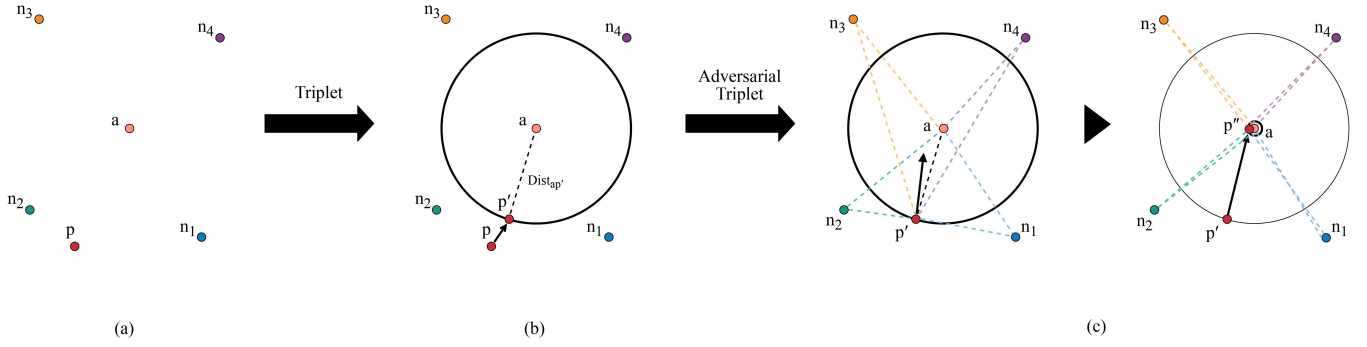 n₃
n₄
a
n₂
p
n₁
(a)
Triplet
n₃
n₄
a
Dist_ap′
n₂
p′
p
n₁
(b)
Adversarial
Triplet
n₃
n₄
a
n₂
p′
n₁
n₃
n₄
p″
a
n₂
p′
n₁
(c)